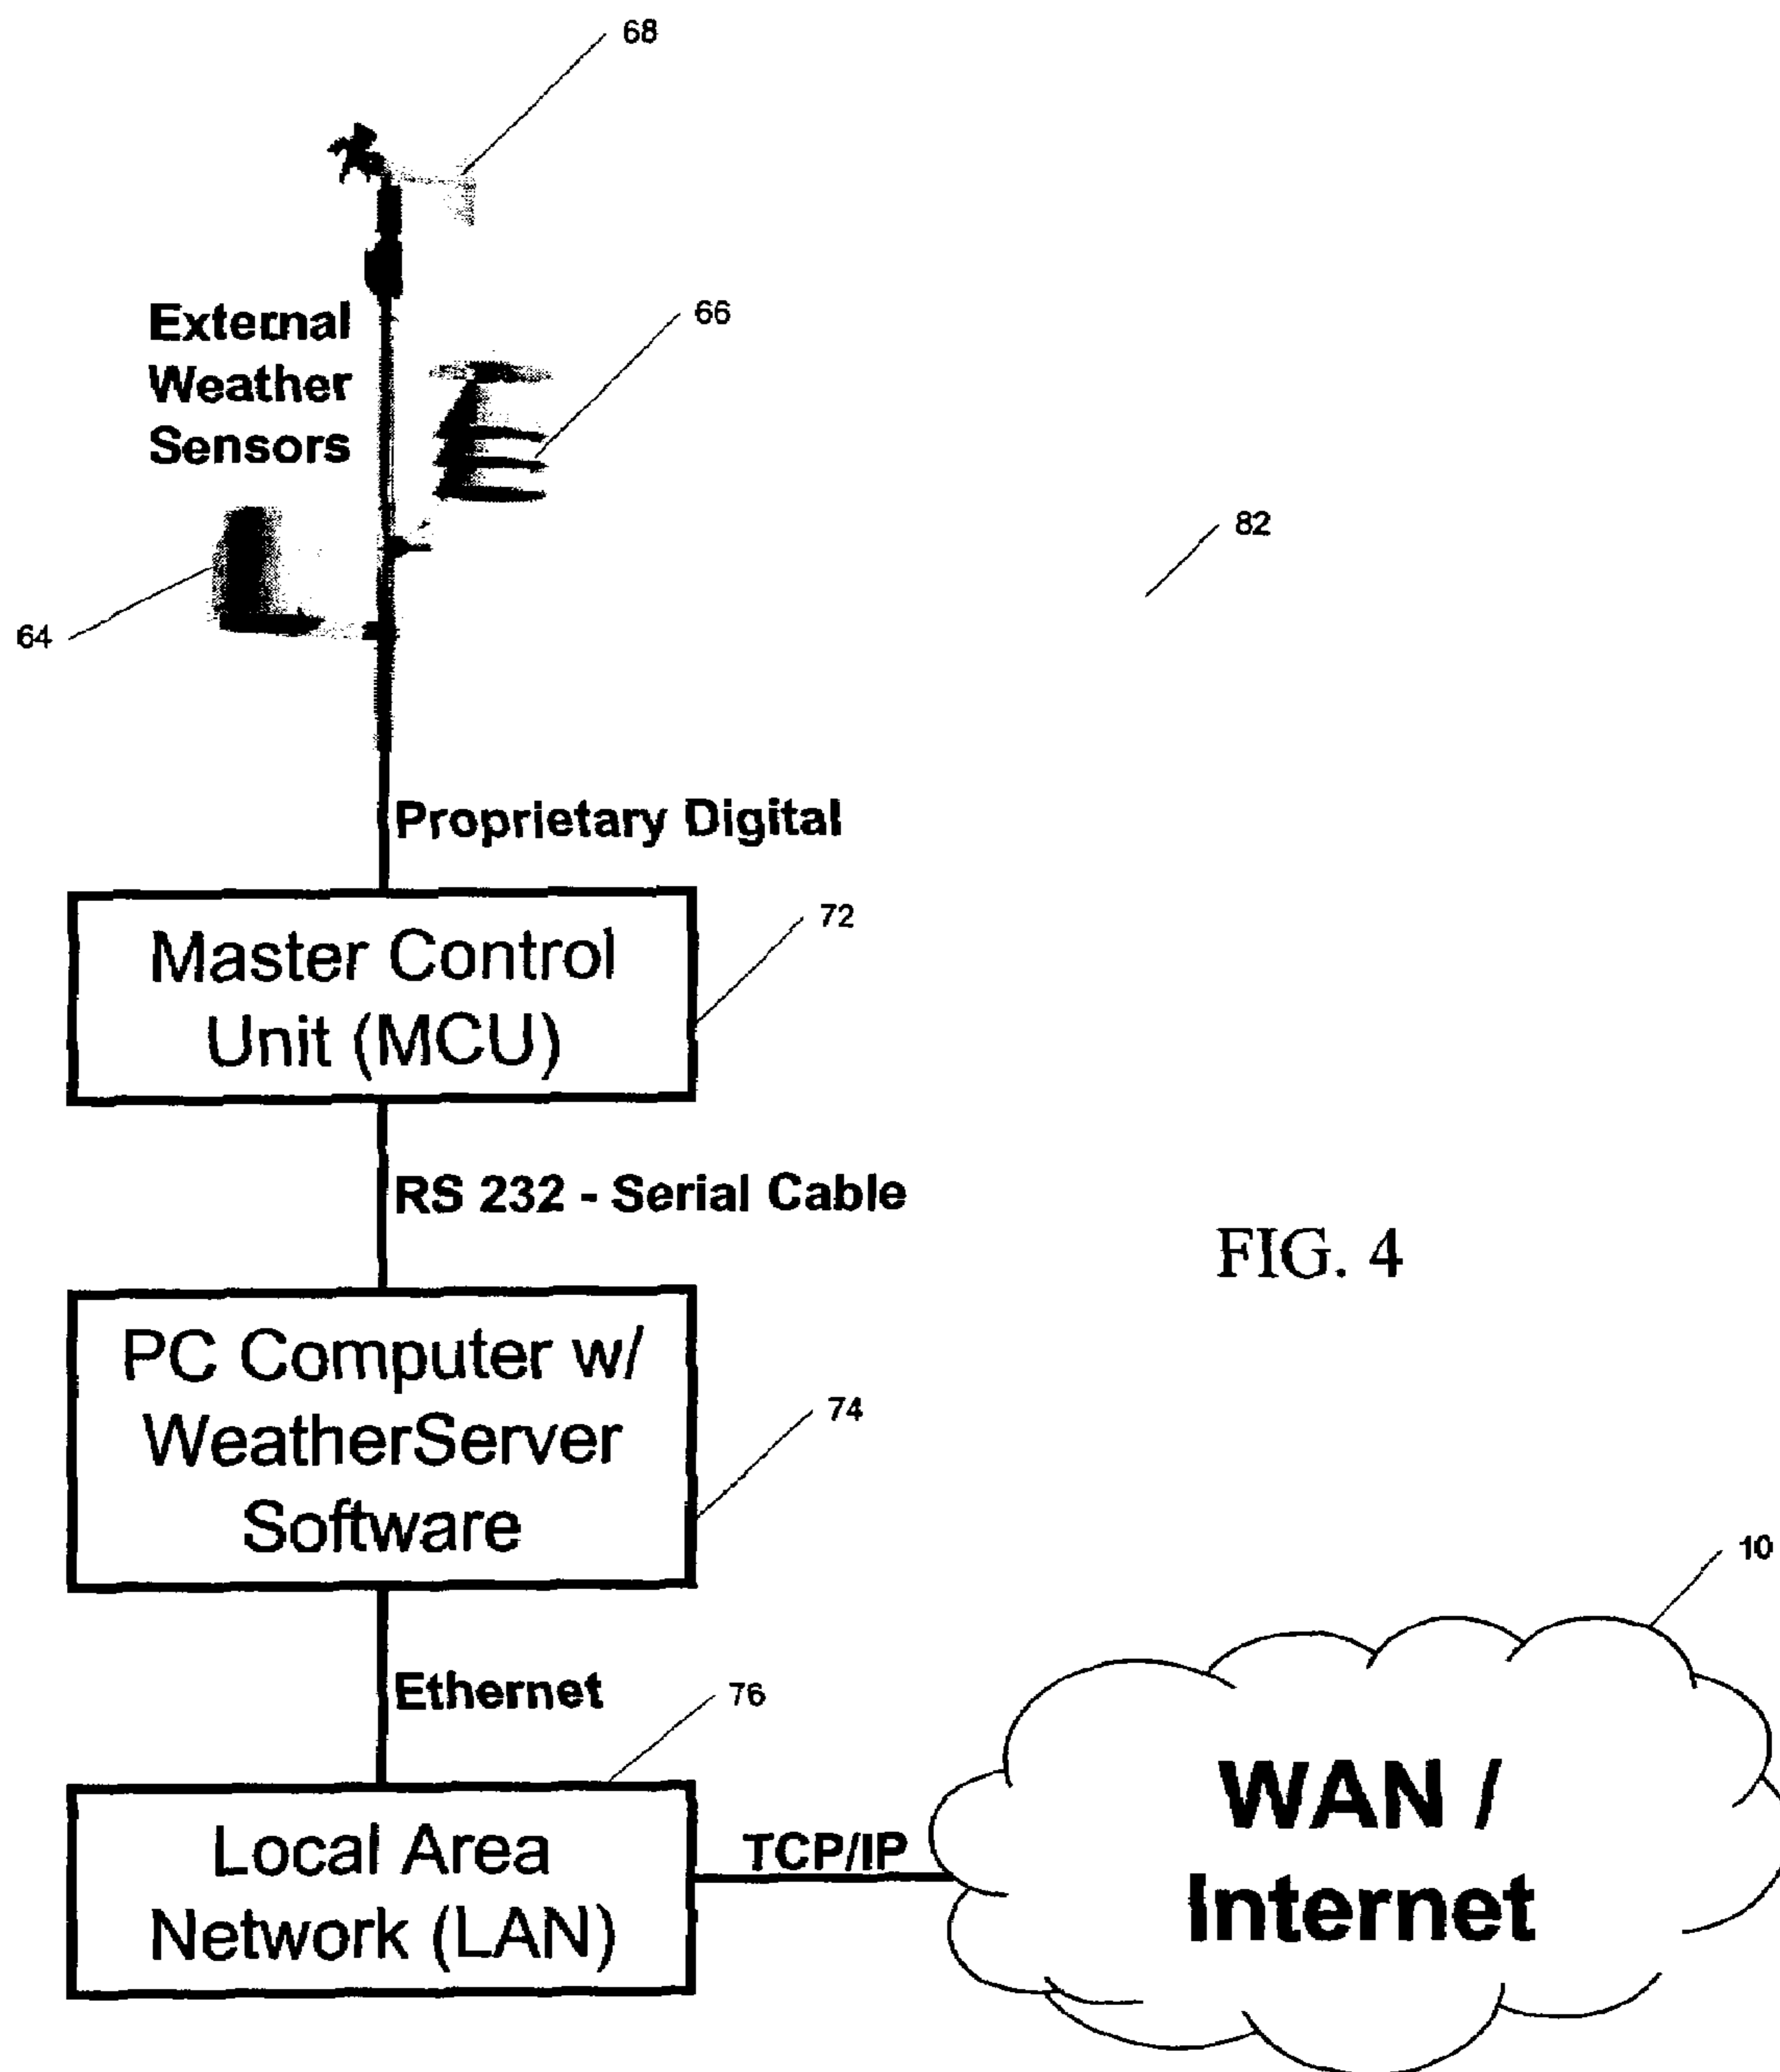 68
External
Weather
Sensors
66
82
64
Proprietary Digital
72
Master Control
Unit (MCU)
RS 232 - Serial Cable
FIG. 4
PC Computer w/
WeatherServer
Software
74
10
Ethernet
76
WAN /
Internet
Local Area
Network (LAN)
TCP/IP